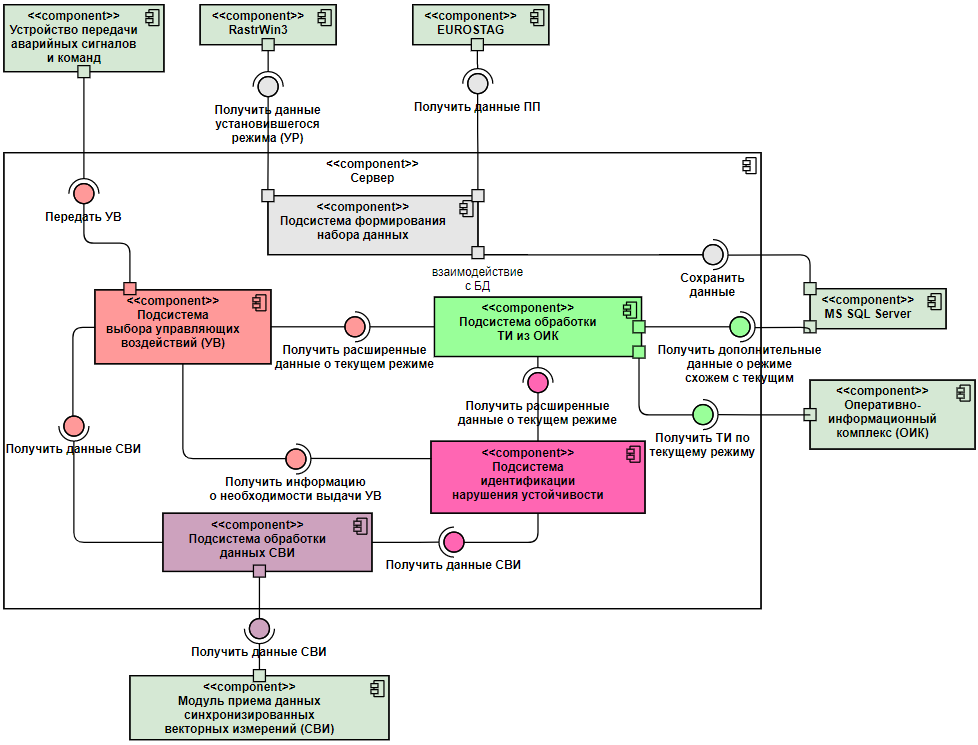 <<component>>
Устройство передачи
аварийных сигналов
и команд
<<component>>
RastrWin3
<<component>>
EUROSTAG
Получить данные
установившегося
режима (УР)
Получить данные ПП
<<component>>
Сервер
Передать УВ
<<component>>
Подсистема формирования
набора данных
взаимодействие
с БД
Сохранить
данные
<<component>>
MS SQL Server
<<component>>
Подсистема
выбора управляющих
воздействий (УВ)
Получить расширенные
данные о текущем режиме
<<component>>
Подсистема обработки
ТИ из ОИК
Получить дополнительные
данные о режиме
схожем с текущим
Получить расширенные
данные о текущем режиме
<<component>>
Оперативно-
информационный
комплекс (ОИК)
Получить ТИ по
текущему режиму
Получить данные СВИ
Получить информацию
о необходимости выдачи УВ
<<component>>
Подсистема
идентификации
нарушения устойчивости
<<component>>
Подсистема обработки
данных СВИ
Получить данные СВИ
Получить данные СВИ
<<component>>
Модуль приема данных
синхронизированных
векторных измерений (СВИ)